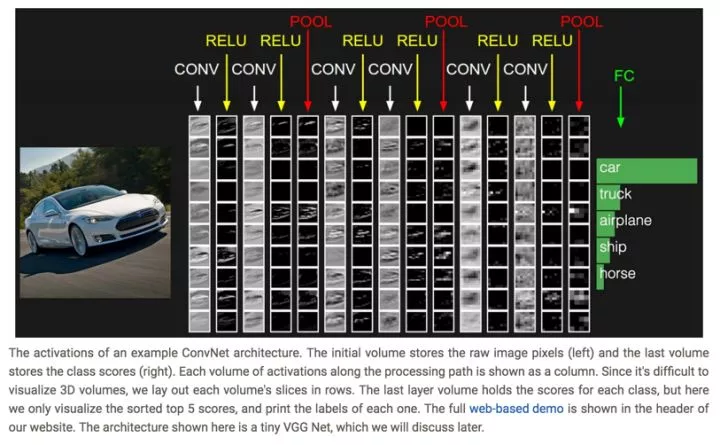 POOL POOL POOL
RELU RELU RELU RELU RELU RELU
CONV CONV CONV CONV CONV CONV
FC
car
truck
airplane
ship
horse
The activations of an example ConvNet architecture. The initial volume stores the raw image pixels (left) and the last volume
stores the class scores (right). Each volume of activations along the processing path is shown as a column. Since it's difficult to
visualize 3D volumes, we lay out each volume's slices in rows. The last layer volume holds the scores for each class, but here
we only visualize the sorted top 5 scores, and print the labels of each one. The full web-based demo is shown in the header of
our website. The architecture shown here is a tiny VGG Net, which we will discuss later.